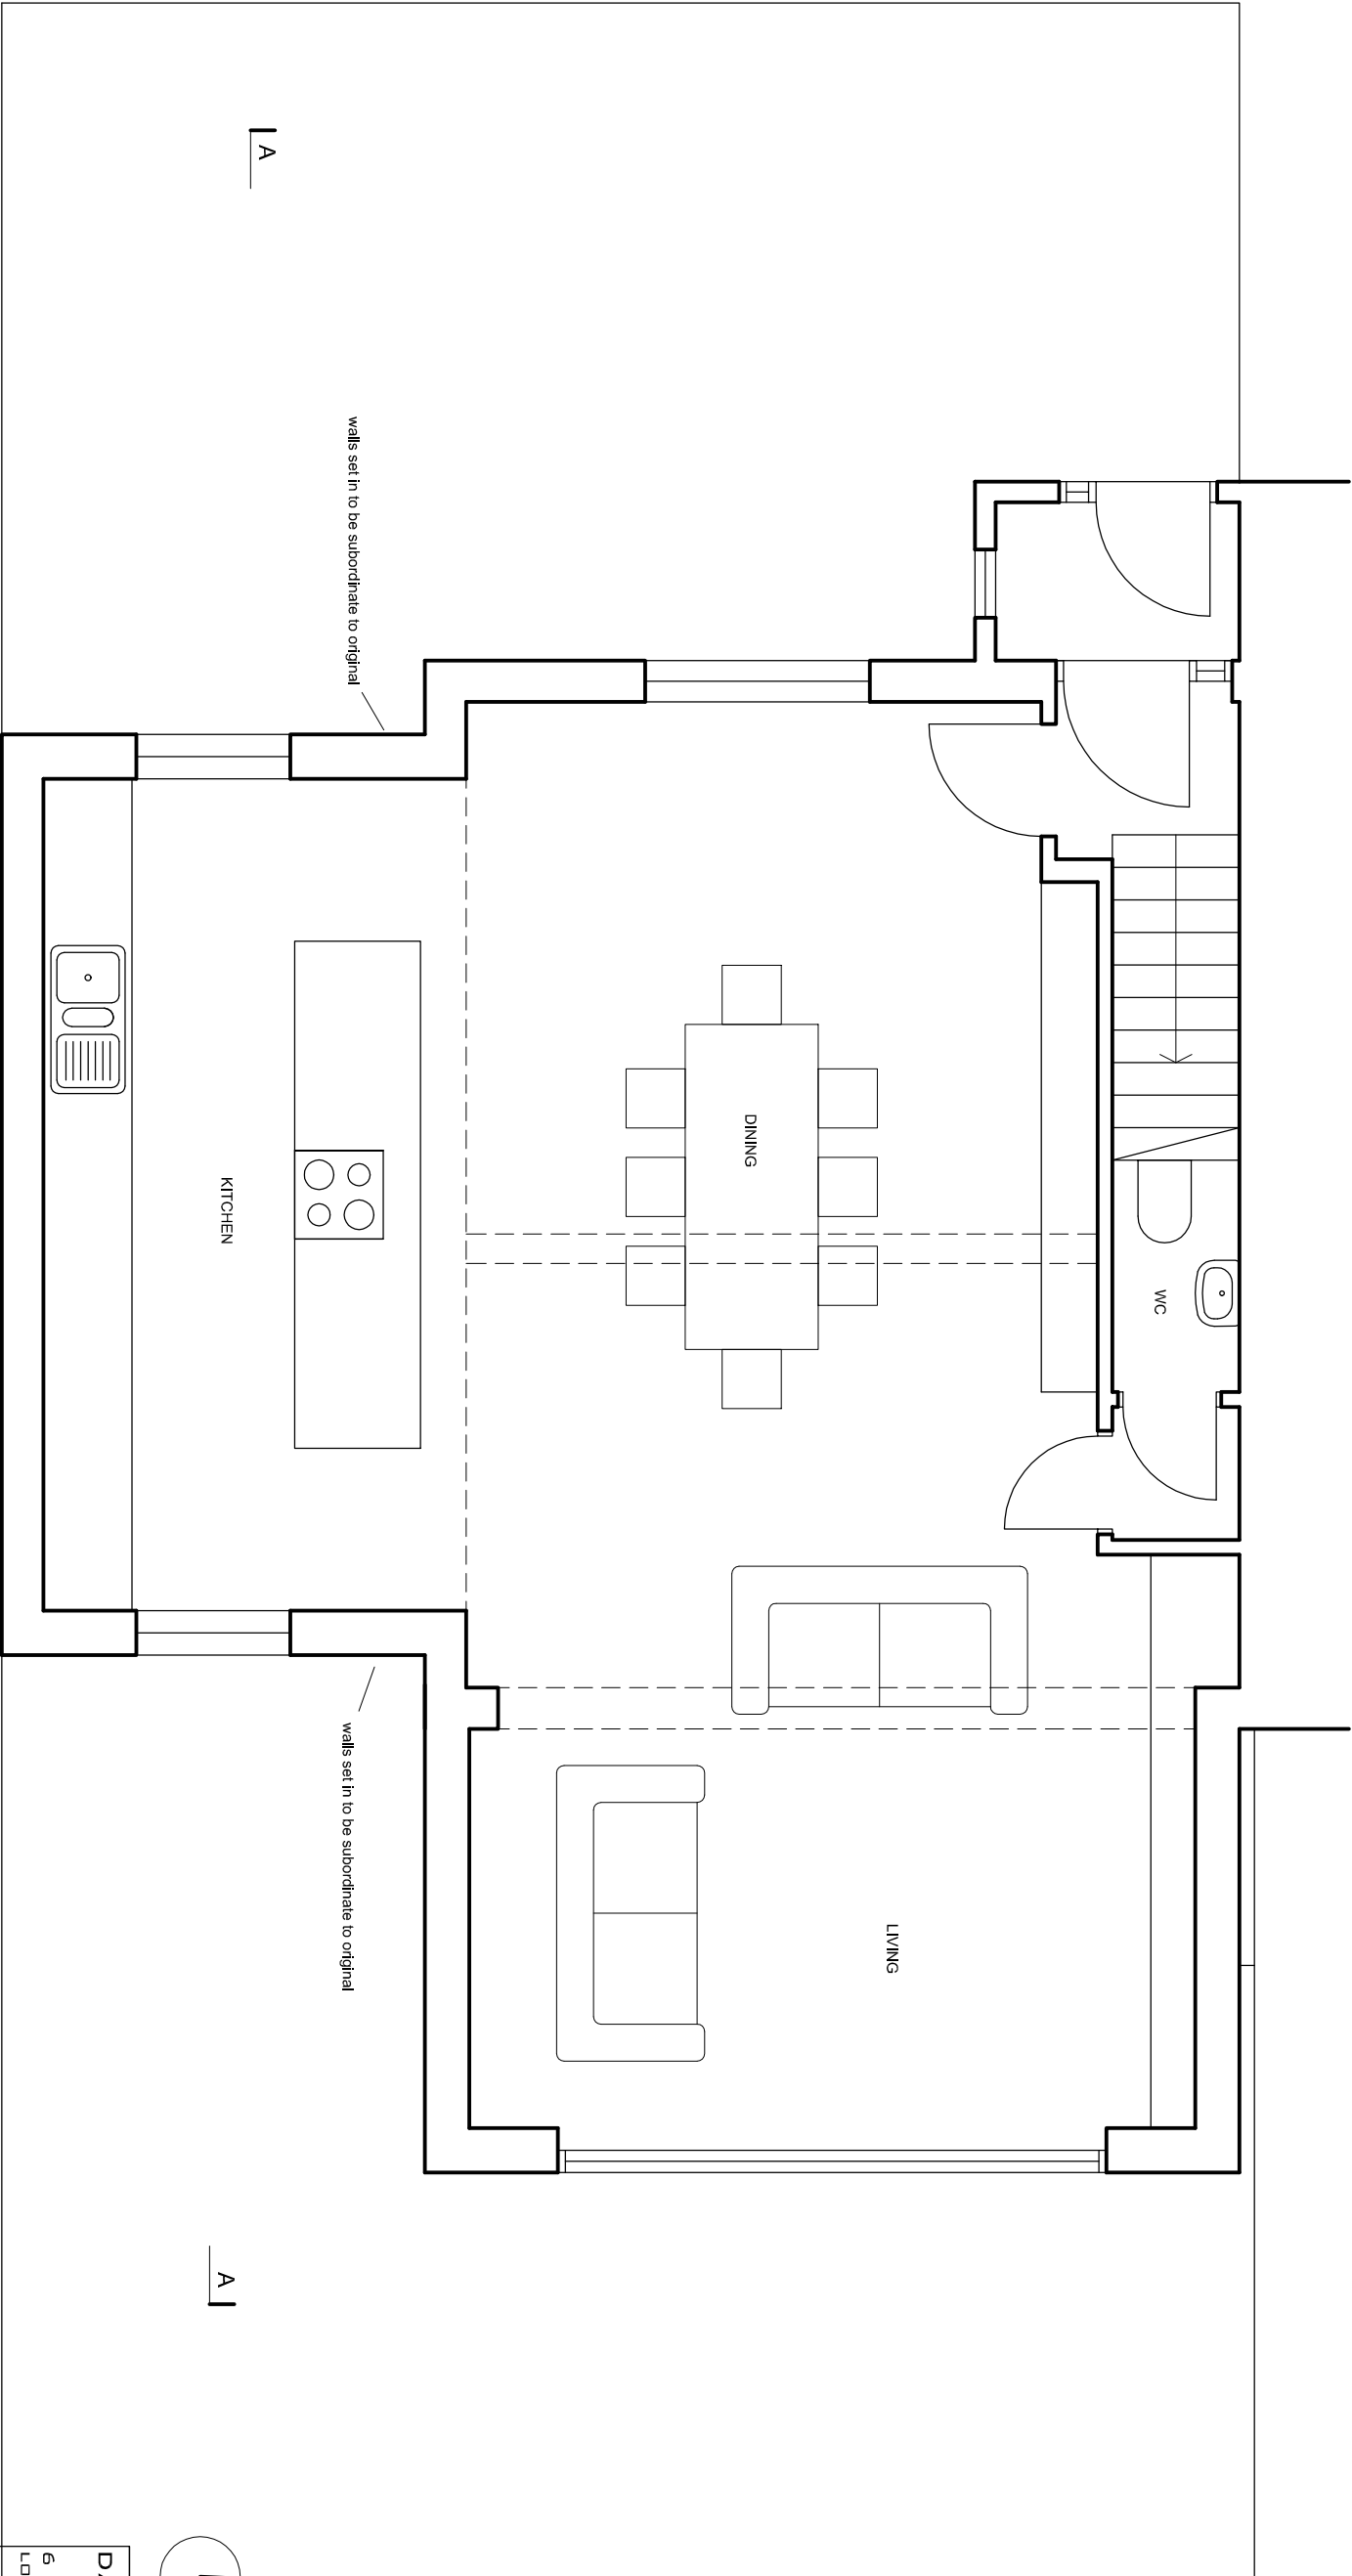 A
walls set in to be subordinate to original
DINING
KITCHEN
WC
walls set in to be subordinate to original
LIVING
A
6